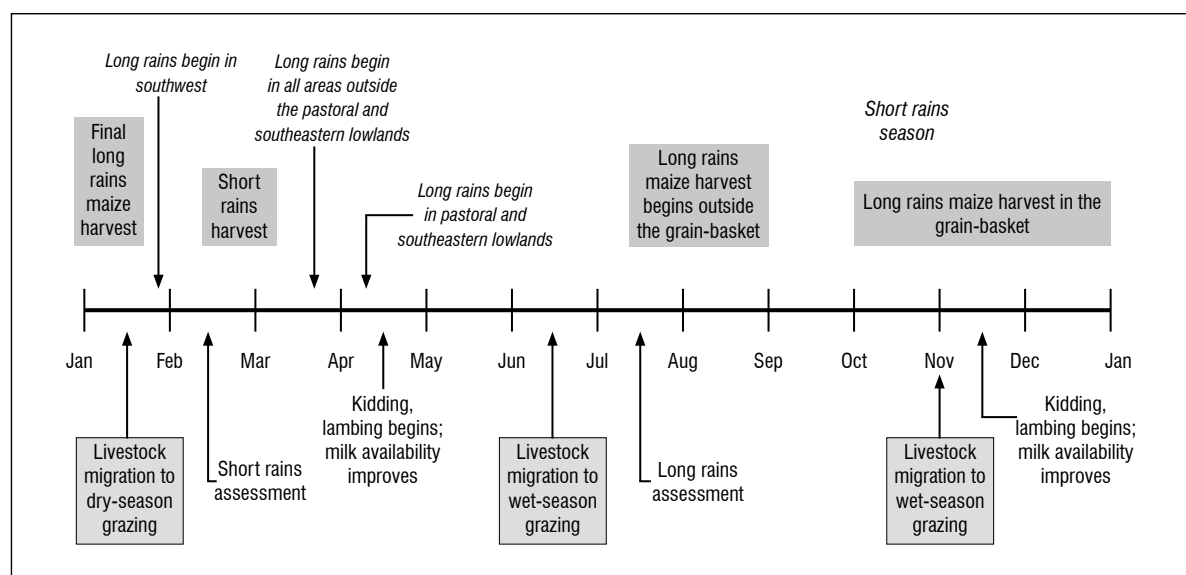 Long rains begin in
southwest
Long rains begin
in all areas outside
the pastoral and
southeastern lowlands
Short rains
season
Final
long
rains
maize
harvest
Short
rains
harvest
Long rains begin
in pastoral and
southeastern lowlands
Long rains
maize harvest
begins outside
the grain-basket
Long rains maize harvest in the
grain-basket
Jan Feb Mar Apr May Jun Jul Aug Sep Oct Nov Dec Jan
Livestock
migration to
dry-season
grazing
Short rains
assessment
Kidding,
lambing begins;
milk availability
improves
Livestock
migration to
wet-season
grazing
Long rains
assessment
Livestock
migration to
wet-season
grazing
Kidding,
lambing begins;
milk availability
improves